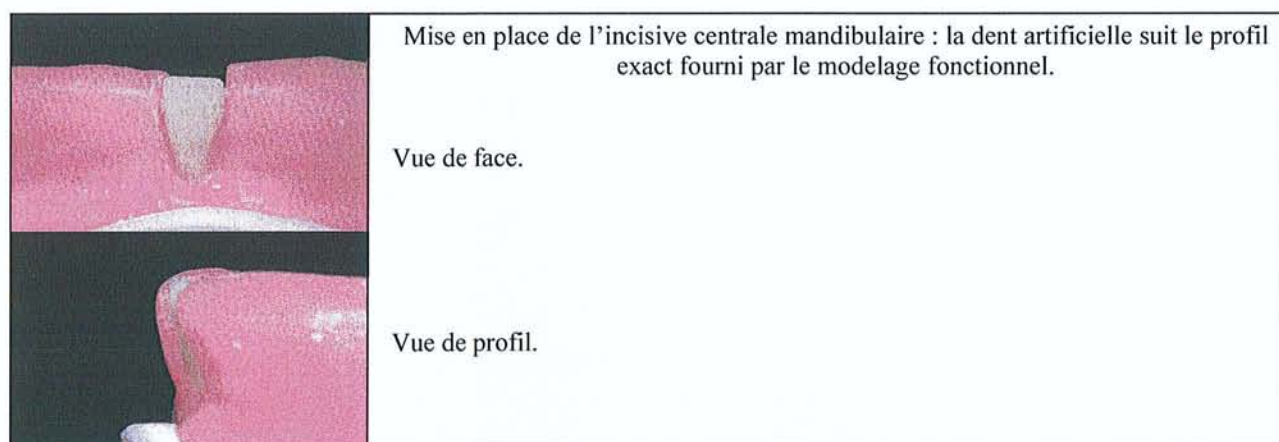 Mise en place de l’incisive centrale mandibulaire : la dent artificielle suit le profil
exact fourni par le modelage fonctionnel.
Vue de face.
Vue de profil.